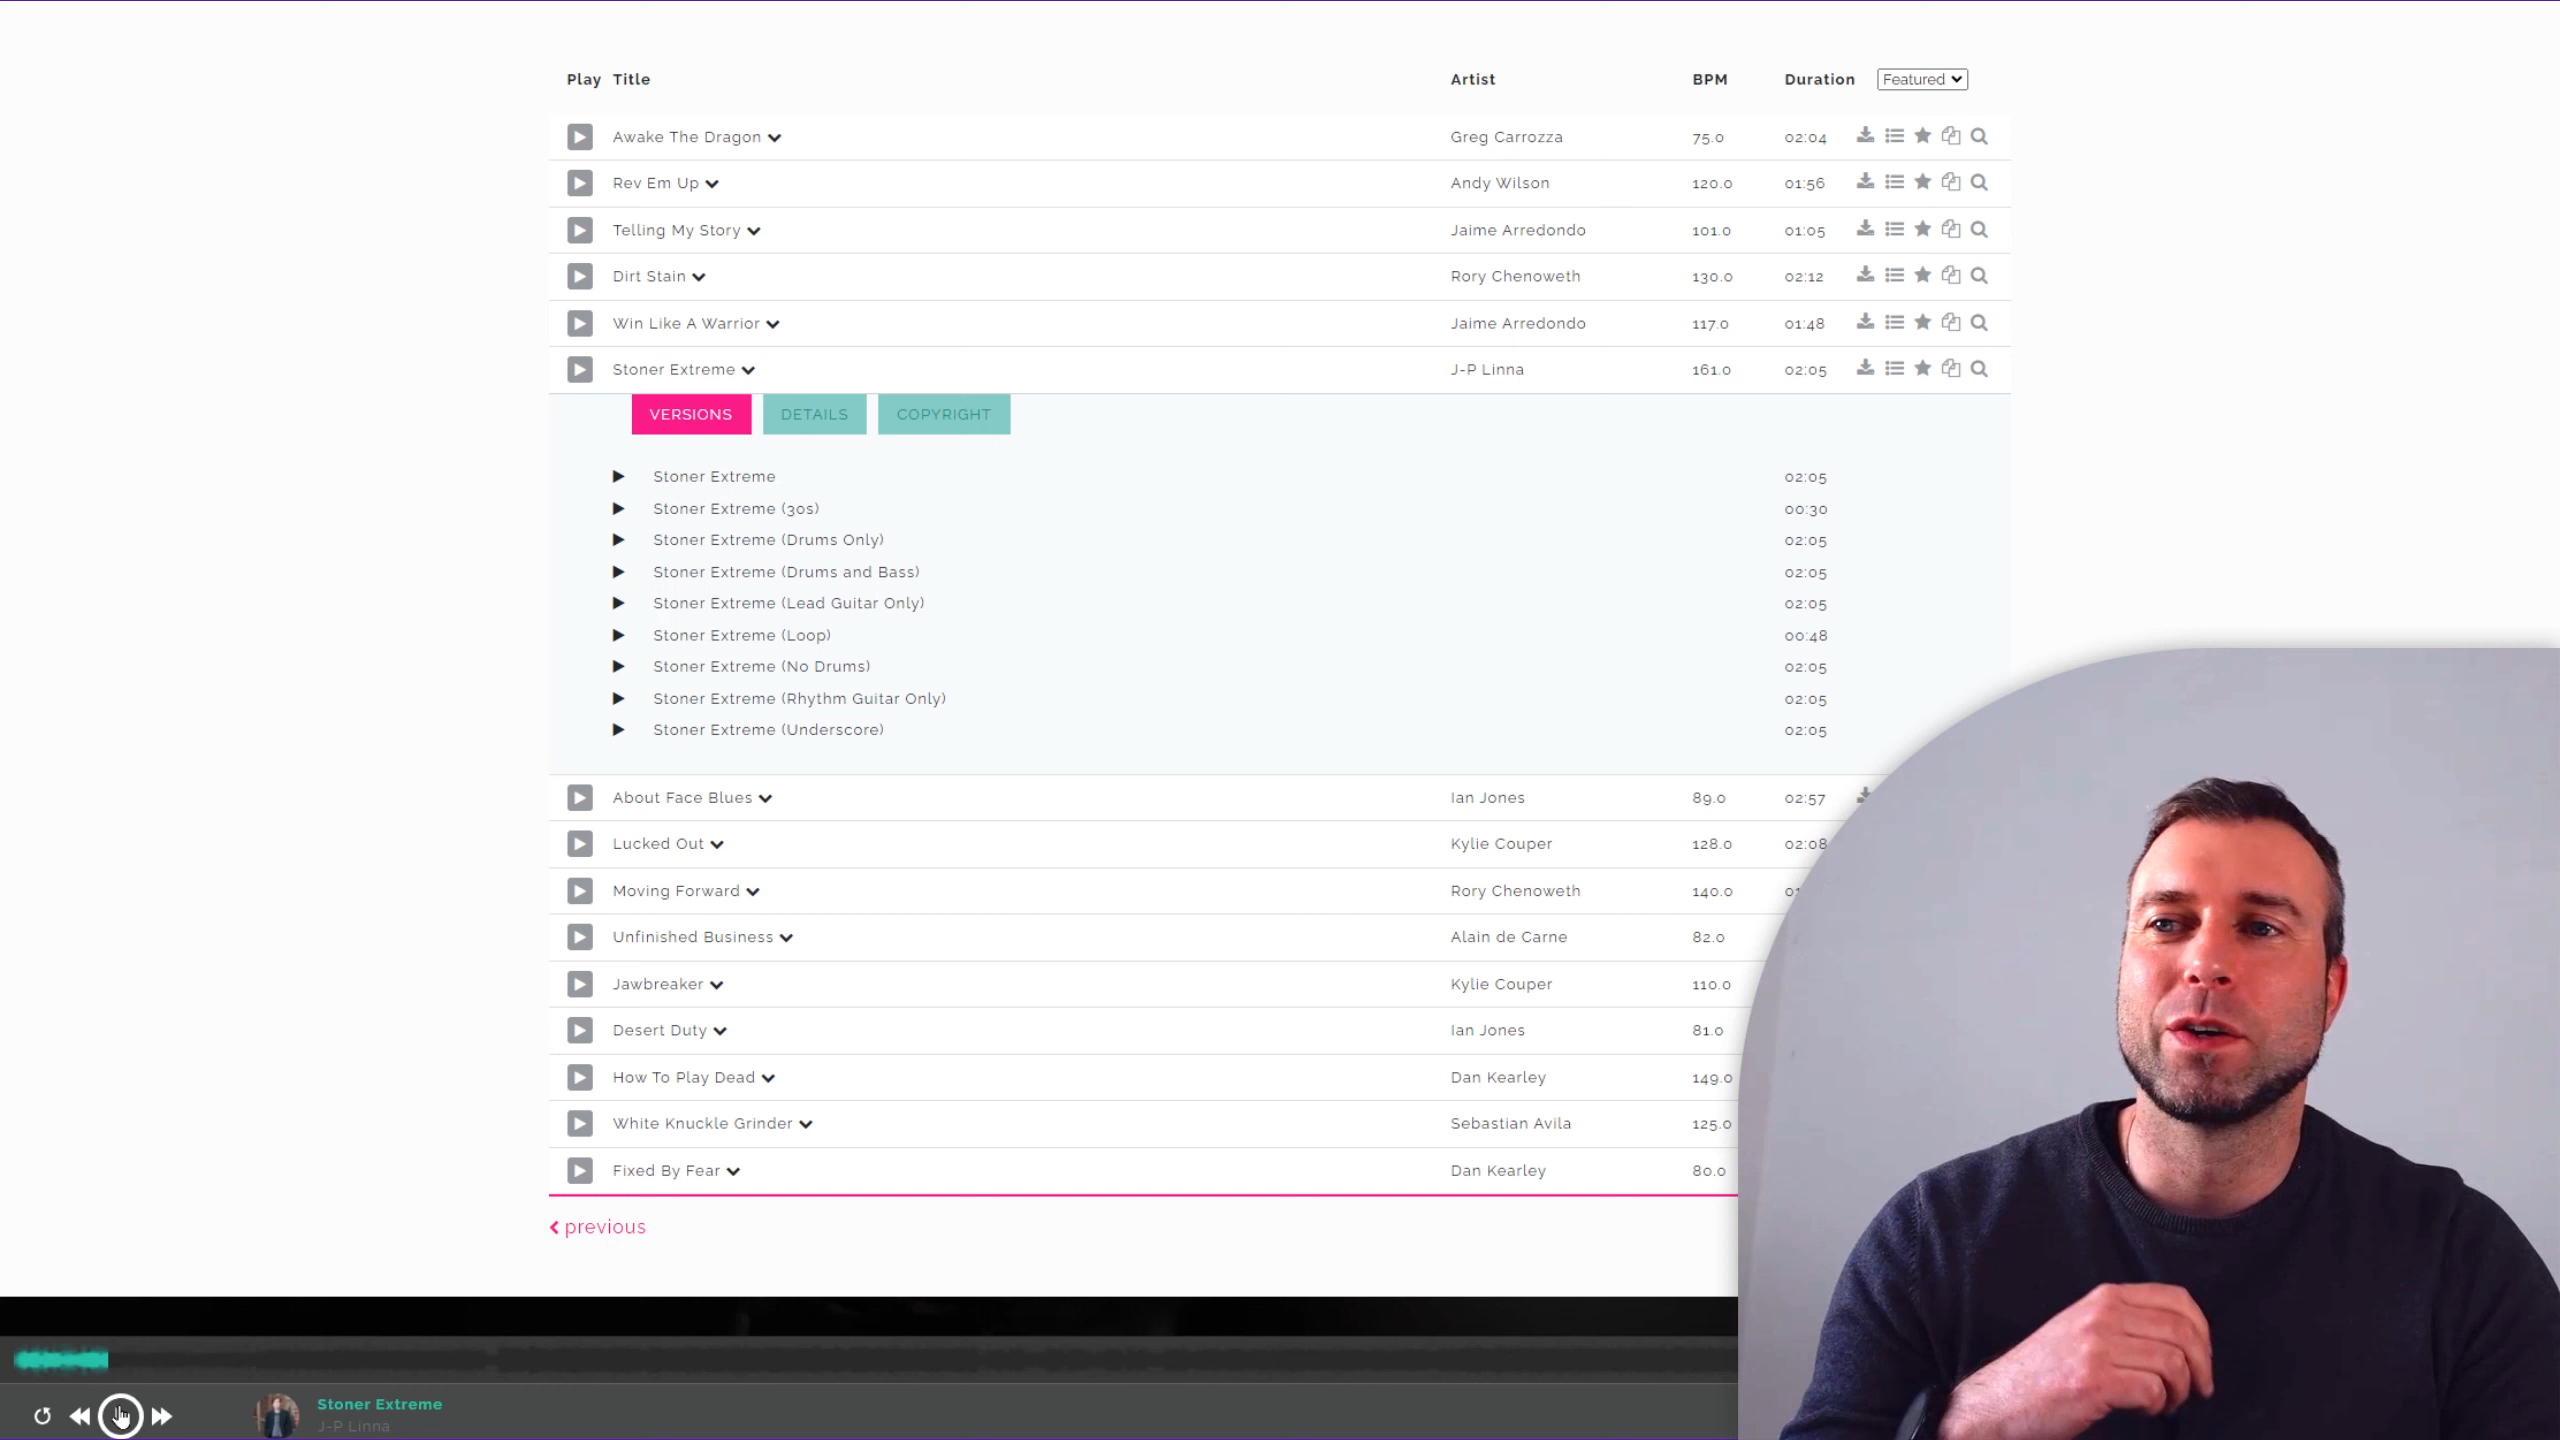 Play Title Artist BPM Duration Featured
Awake The Dragon Greg Carrozza 75.0 02:04
Rev Em Up Andy Wilson 120.0 01:56
Telling My Story Jaime Arredondo 101.0 01:05
Dirt Stain Rory Chenoweth 130.0 02:12
Win Like A Warrior Jaime Arredondo 117.0 01:48
Stoner Extreme J-P Linna 161.0 02:05
VERSIONS DETAILS COPYRIGHT
Stoner Extreme 02:05
Stoner Extreme (30s) 00:30
Stoner Extreme (Drums Only) 02:05
Stoner Extreme (Drums and Bass) 02:05
Stoner Extreme (Lead Guitar Only) 02:05
Stoner Extreme (Loop) 00:48
Stoner Extreme (No Drums) 02:05
Stoner Extreme (Rhythm Guitar Only) 02:05
Stoner Extreme (Underscore) 02:05
About Face Blues Ian Jones 89.0 02:57
Lucked Out Kylie Couper 128.0 02:08
Moving Forward Rory Chenoweth 140.0
Unfinished Business Alain de Carne 82.0
Jawbreaker Kylie Couper 110.0
Desert Duty Ian Jones 81.0
How To Play Dead Dan Kearley 149.0
White Knuckle Grinder Sebastian Avila 125.0
Fixed By Fear Dan Kearley 80.0
previous
Stoner Extreme
J-P Linna